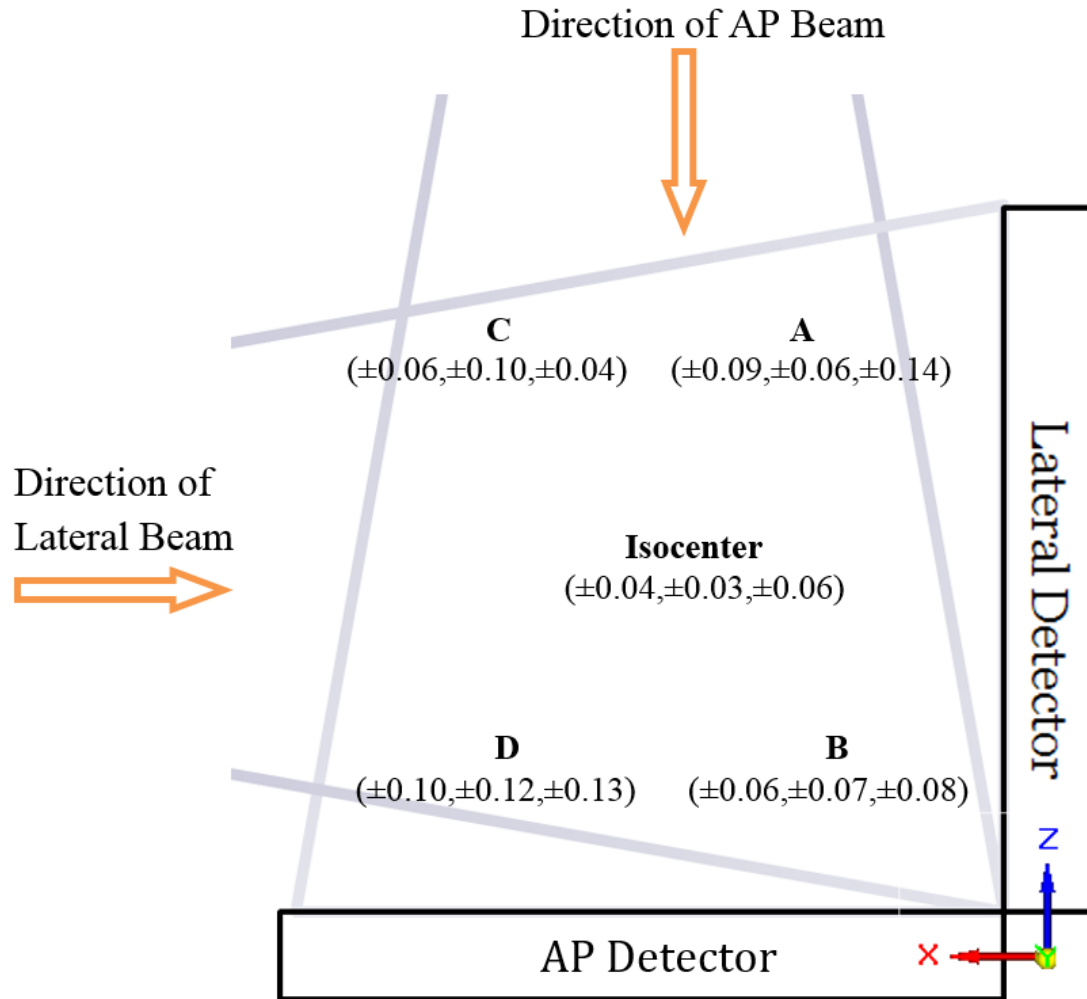 Direction of AP Beam
C
(±0.06,±0.10,±0.04)
A
(±0.09,±0.06,±0.14)
Direction of
Lateral Beam
Isocenter
(±0.04,±0.03,±0.06)
Lateral Detector
D
(±0.10,±0.12,±0.13)
B
(±0.06,±0.07,±0.08)
Z
X
Y
AP Detector